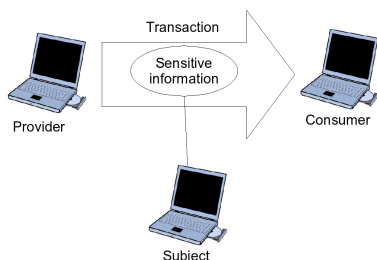 Transaction
Sensitive
information
Provider
Consumer
Subject